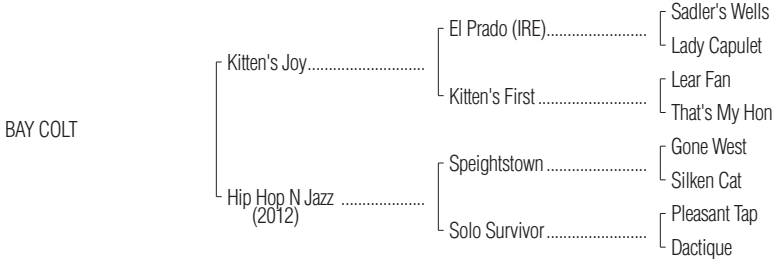 BAY COLT
Kitten's Joy...........................
Hip Hop N Jazz ...................
(2012)
El Prado (IRE).......................
Kitten's First .........................
Speightstown .......................
Solo Survivor.......................
Sadler's Wells
Lady Capulet
Lear Fan
That's My Hon
Gone West
Silken Cat
Pleasant Tap
Dactique